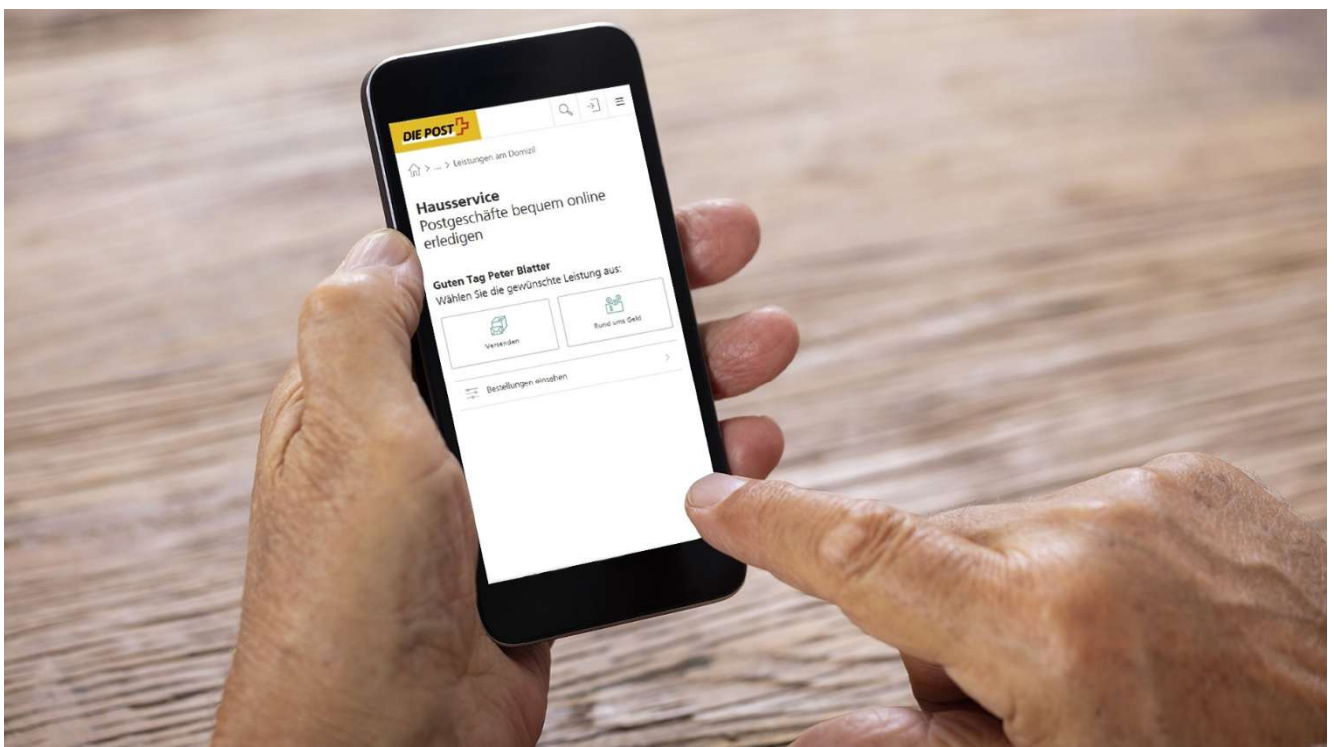 DIE POST
> ... > Leistungen am Domizil
Hausservice
Postgeschäfte bequem online
erledigen
Guten Tag Peter Blatter
Wählen Sie die gewünschte Leistung aus:
Versenden
Rund ums Geld
Bestellungen einsehen
>